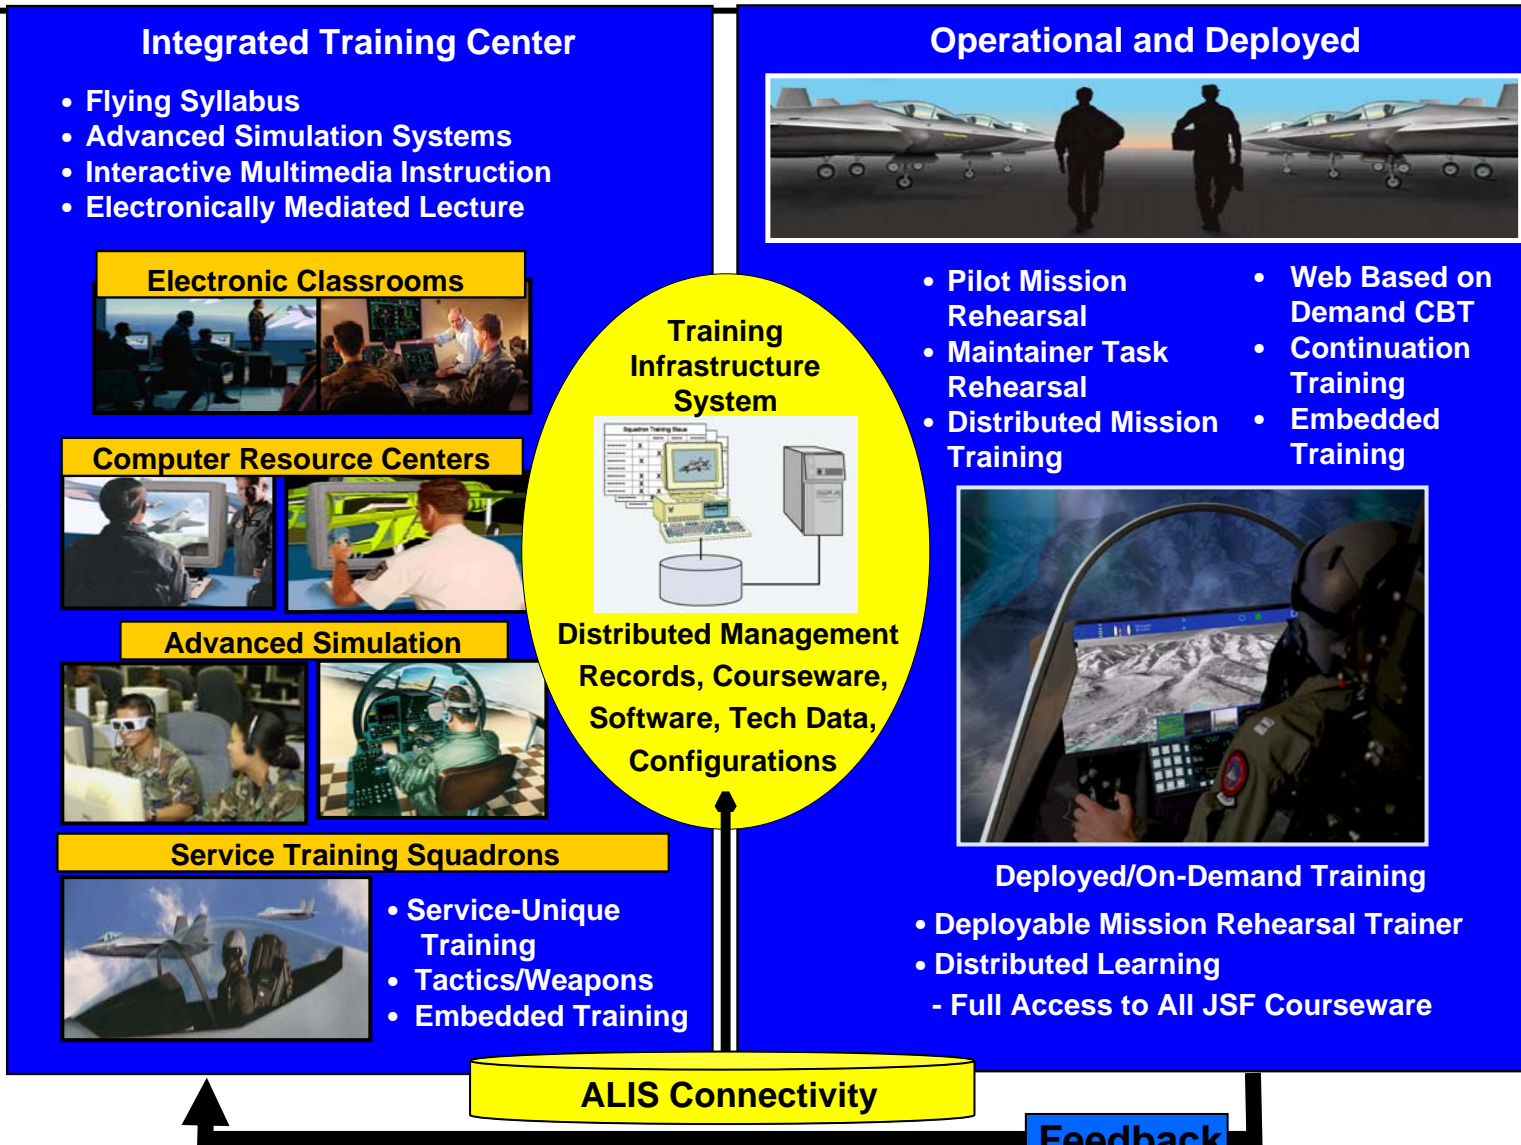 Integrated Training Center
• Flying Syllabus
• Advanced Simulation Systems
• Interactive Multimedia Instruction
• Electronically Mediated Lecture
Electronic Classrooms
Computer Resource Centers
Advanced Simulation
Service Training Squadrons
• Service-Unique
Training
• Tactics/Weapons
• Embedded Training
Training
Infrastructure
System
Squadron Training Staus
Distributed Management
Records, Courseware,
Software, Tech Data,
Configurations
ALIS Connectivity
Operational and Deployed
• Pilot Mission
Rehearsal
• Maintainer Task
Rehearsal
• Distributed Mission
Training
• Web Based on
Demand CBT
• Continuation
Training
• Embedded
Training
Deployed/On-Demand Training
• Deployable Mission Rehearsal Trainer
• Distributed Learning
- Full Access to All JSF Courseware
Feedback